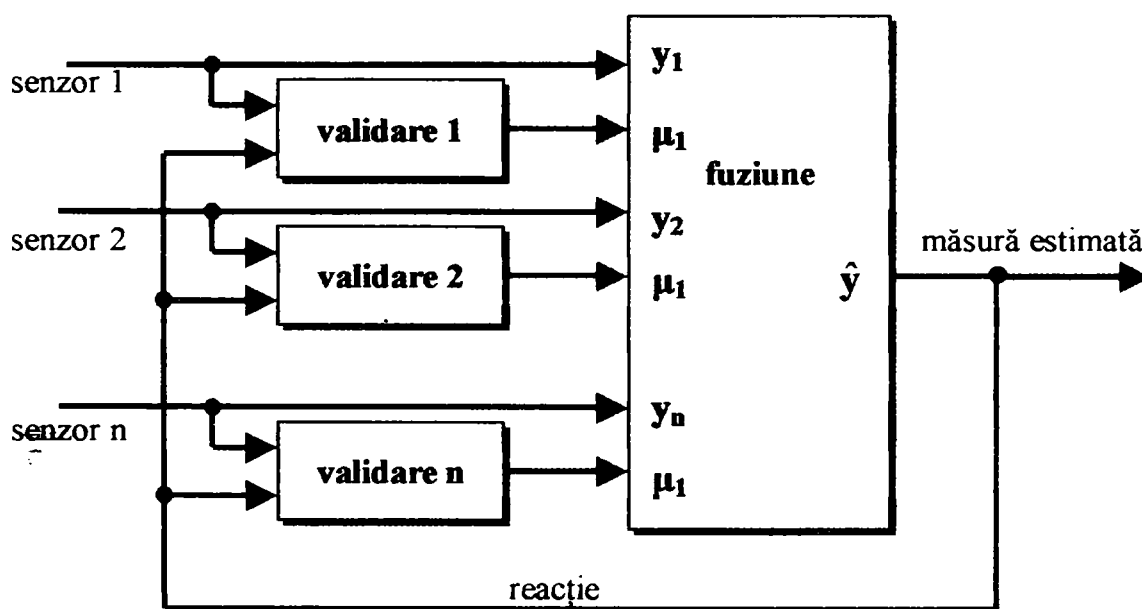 senzor 1
validare 1
y₁
μ₁
fuziune
senzor 2
validare 2
y₂
μ₁
ŷ
măsură estimată
senzor n
validare n
yₙ
μ₁
reacție